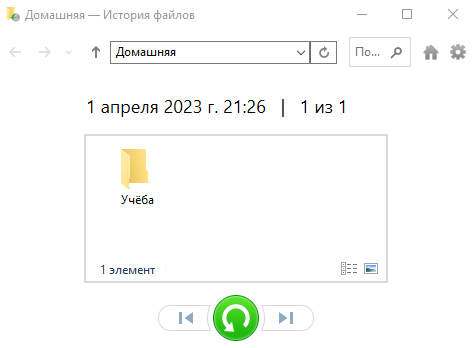 Домашняя — История файлов
Домашняя
По...
1 апреля 2023 г. 21:26 | 1 из 1
Учёба
1 элемент